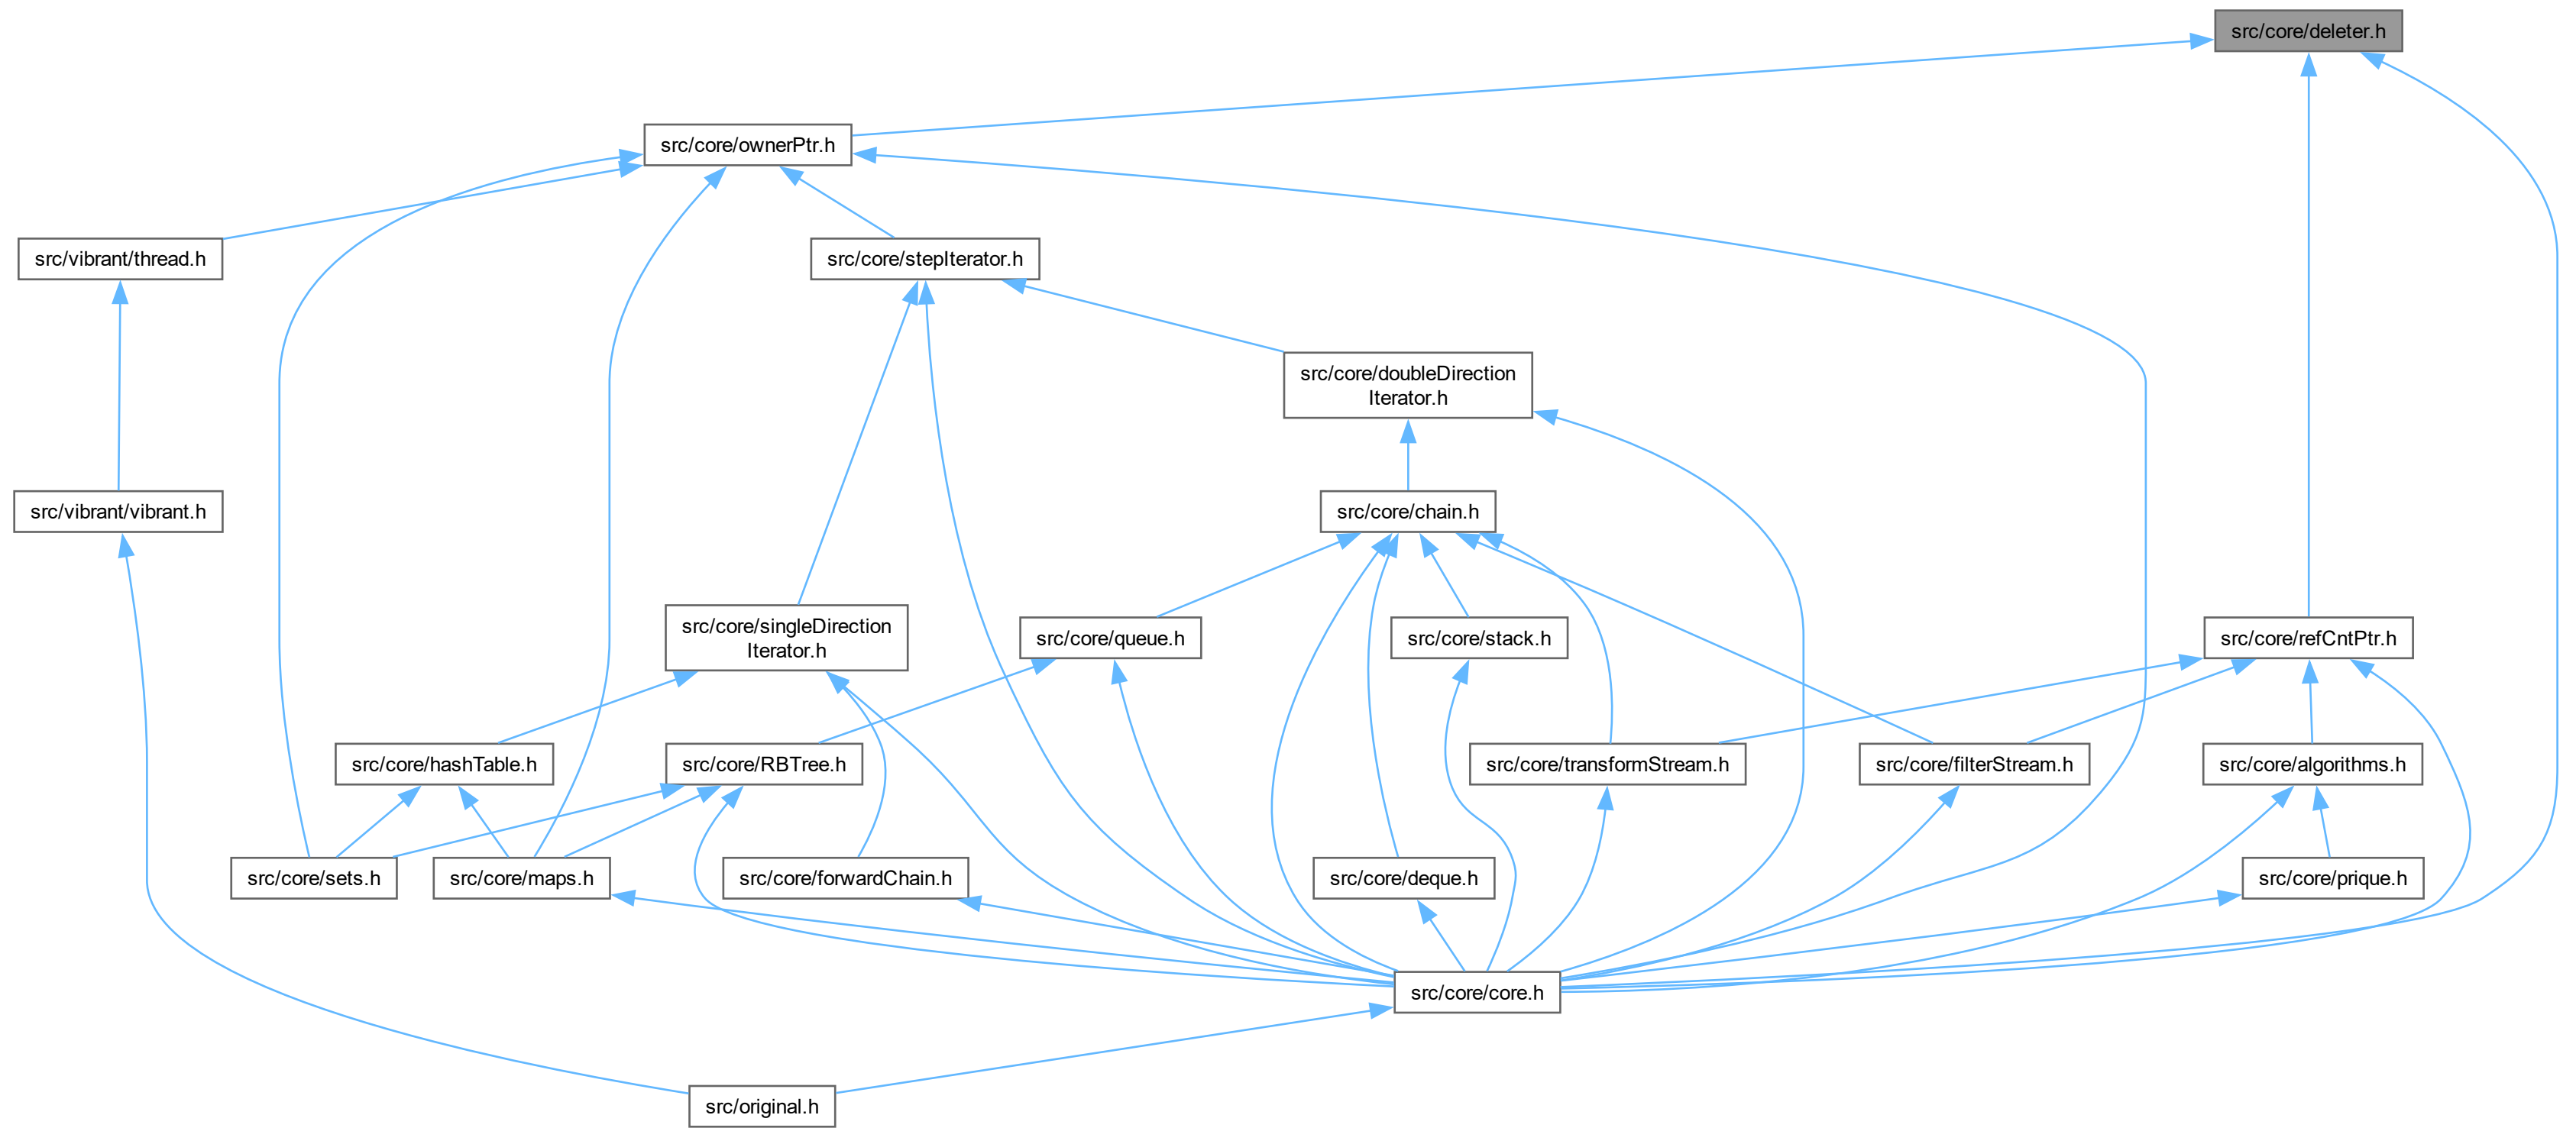 src/core/deleter.h
src/core/ownerPtr.h
src/vibrant/thread.h
src/core/stepIterator.h
src/core/doubleDirection
Iterator.h
src/vibrant/vibrant.h
src/core/chain.h
src/core/singleDirection
Iterator.h
src/core/queue.h
src/core/stack.h
src/core/refCntPtr.h
src/core/hashTable.h
src/core/RBTree.h
src/core/transformStream.h
src/core/filterStream.h
src/core/algorithms.h
src/core/sets.h
src/core/maps.h
src/core/forwardChain.h
src/core/deque.h
src/core/prique.h
src/core/core.h
src/original.h